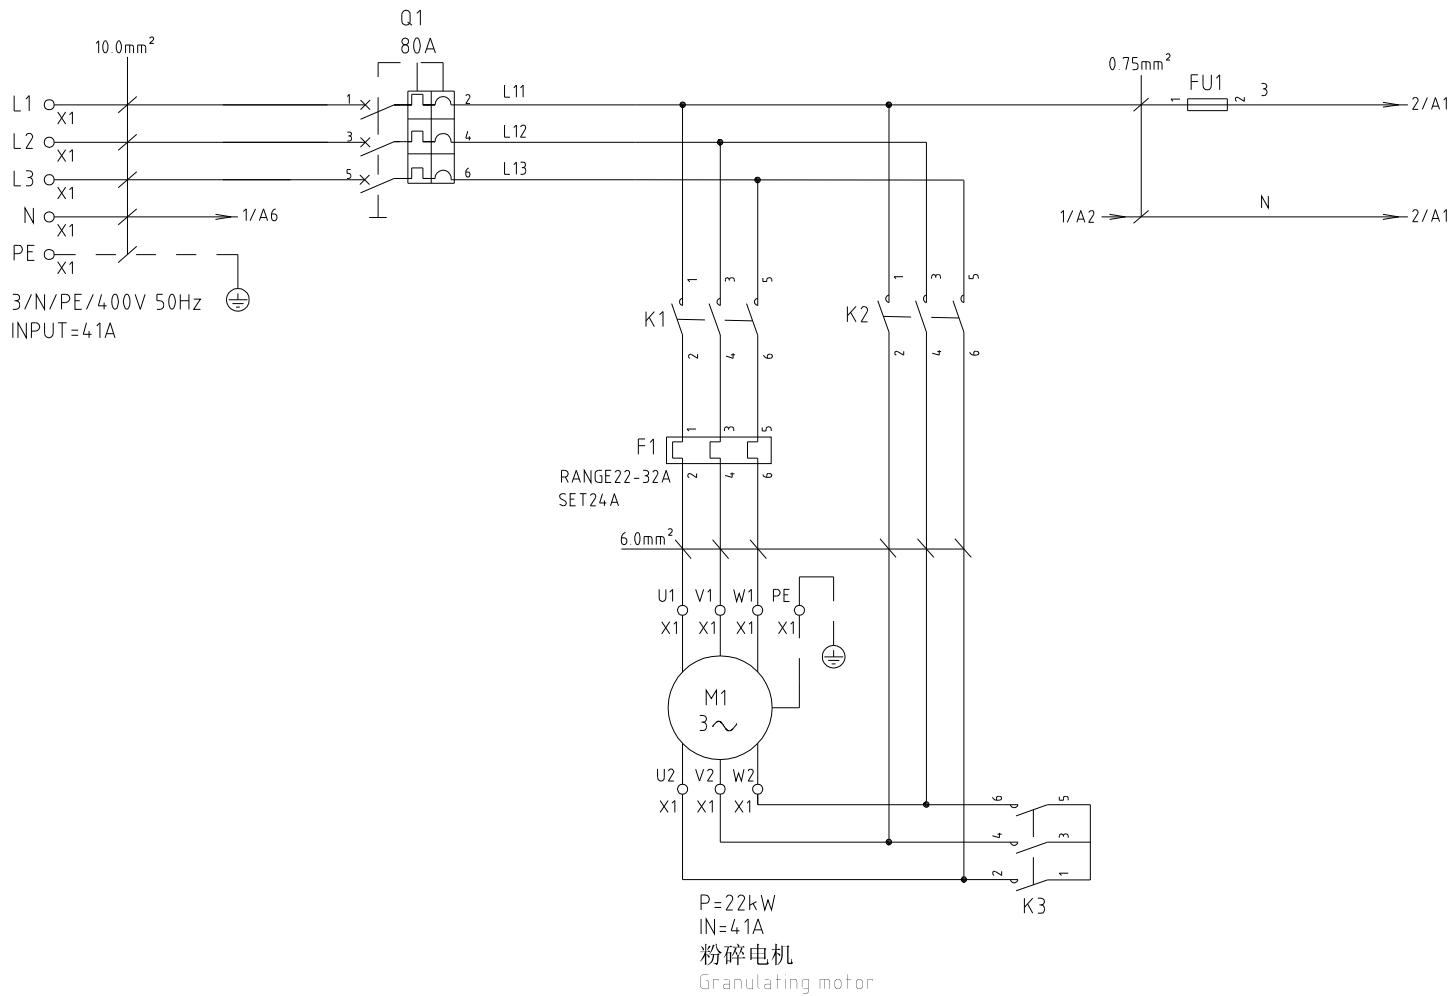 Q1
80A
10.0mm²
0.75mm²
FU1
L1
X1
1
2
L11
1
2
3
2/A1
L2
X1
3
4
L12
L3
X1
5
6
L13
N
X1
1/A6
1/A2
N
2/A1
PE
X1
3/N/PE/400V 50Hz
INPUT=41A
1
3
5
K1
2
4
6
1
3
5
K2
2
4
6
F1
1
3
5
RANGE22-32A
SET24A
2
4
6
6.0mm²
U1
V1
W1
PE
X1
X1
X1
X1
M1
3~
U2
V2
W2
X1
X1
X1
6
5
4
3
2
1
K3
P=22kW
IN=41A
粉碎电机
Granulating motor